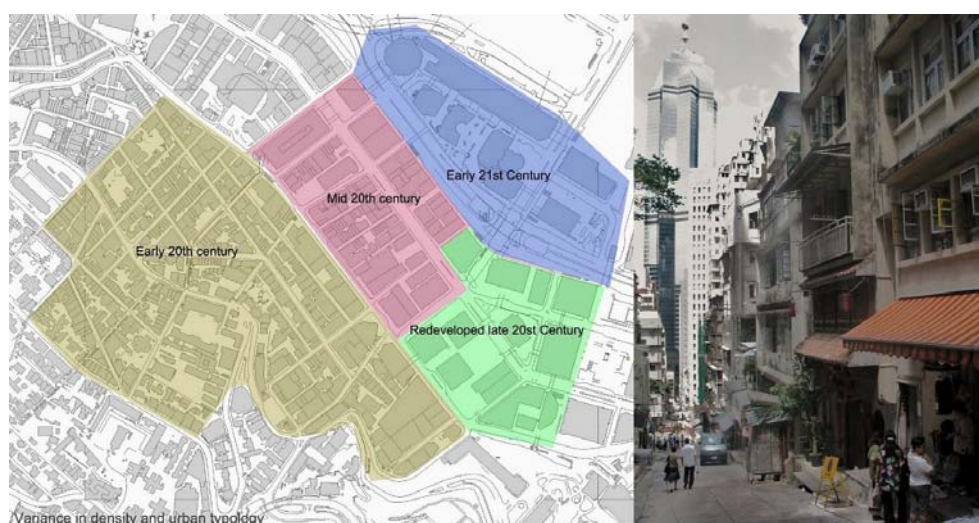 Early 21st Century
Mid 20th century
Early 20th century
Redeveloped late 20st Century
Variance in density and urban typology